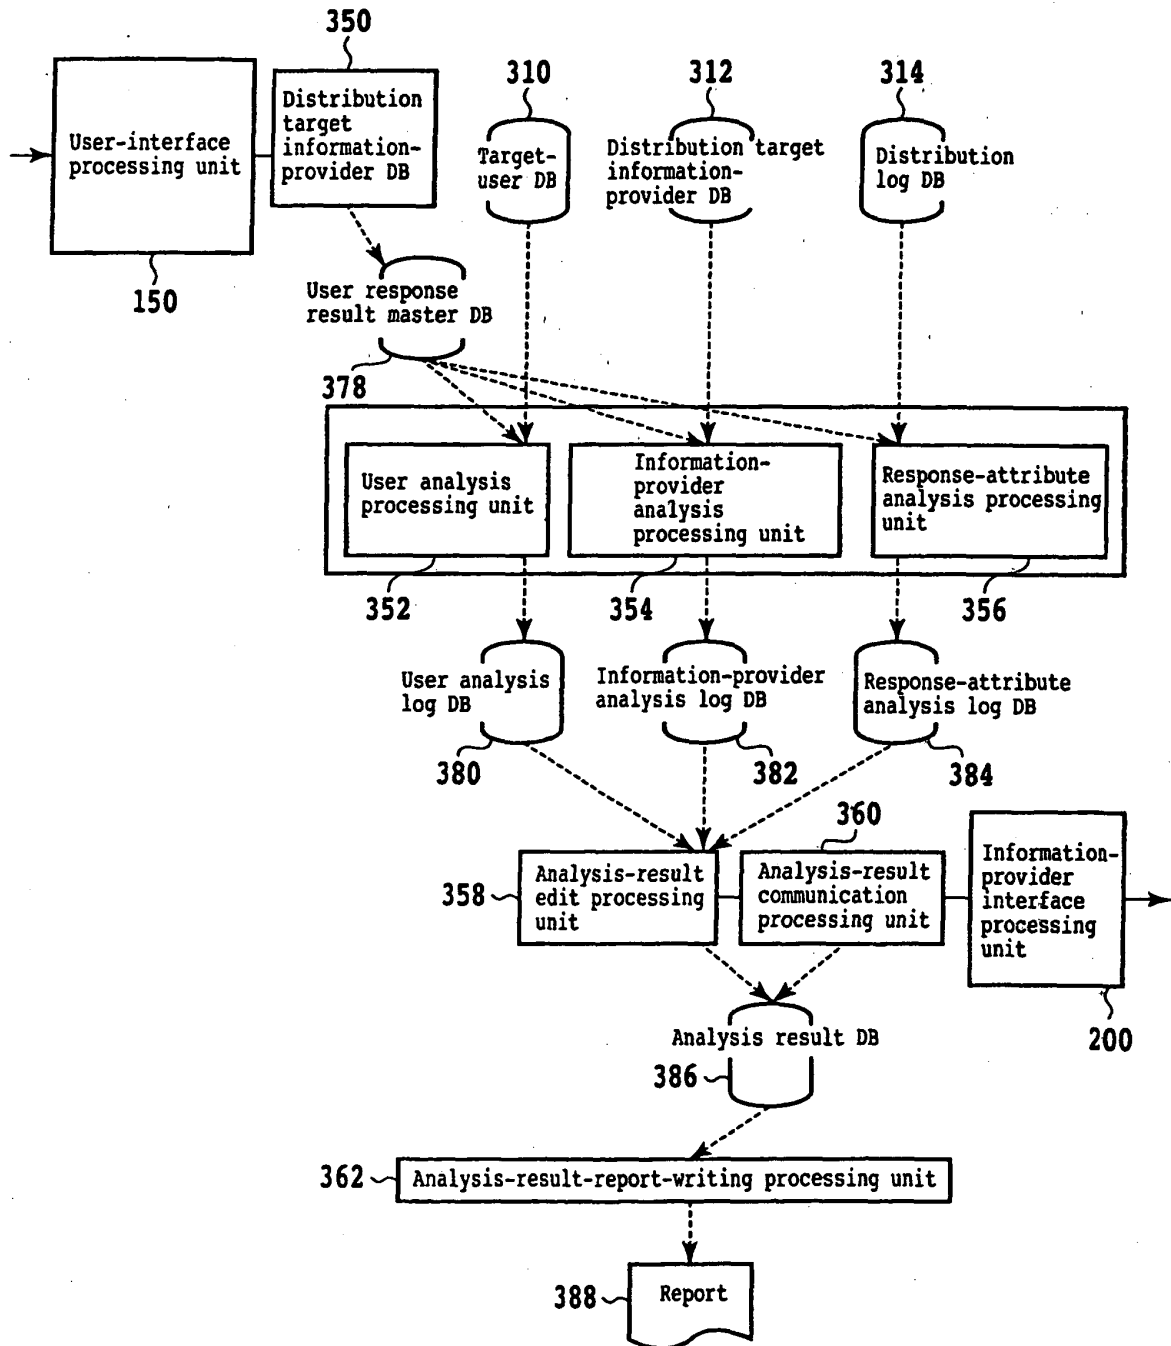 350
310
312
314
User-interface
processing unit
Distribution
target
information-
provider DB
Target-
user DB
Distribution target
information-
provider DB
Distribution
log DB
150
User response
result master DB
378
User analysis
processing unit
Information-
provider
analysis
processing unit
Response-attribute
analysis processing
unit
352
354
356
User analysis
log DB
Information-provider
analysis log DB
Response-attribute
analysis log DB
380
382
384
360
358
Analysis-result
edit processing
unit
Analysis-result
communication
processing unit
Information-
provider
interface
processing
unit
200
Analysis result DB
386
362
Analysis-result-report-writing processing unit
388
Report